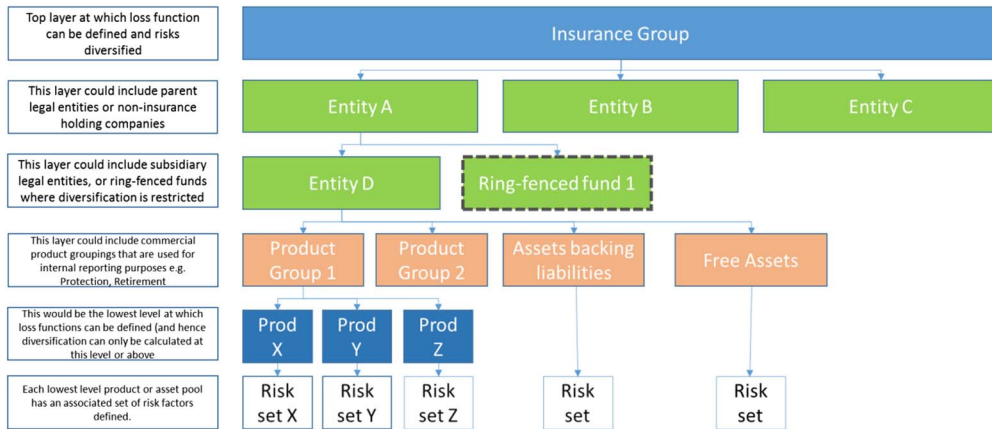 Top layer at which loss function
can be defined and risks
diversified
Insurance Group
This layer could include parent
legal entities or non-insurance
holding companies
Entity A
Entity B
Entity C
This layer could include subsidiary
legal entities, or ring-fenced funds
where diversification is restricted
Entity D
Ring-fenced fund 1
This layer could include commercial
product groupings that are used for
internal reporting purposes e.g.
Protection, Retirement
Product
Group 1
Product
Group 2
Assets backing
liabilities
Free Assets
This would be the lowest level at which
loss functions can be defined (and hence
diversification can only be calculated at
this level or above
Prod
X
Prod
Y
Prod
Z
Each lowest level product or asset pool
has an associated set of risk factors
defined.
Risk
set X
Risk
set Y
Risk
set Z
Risk
set
Risk
set